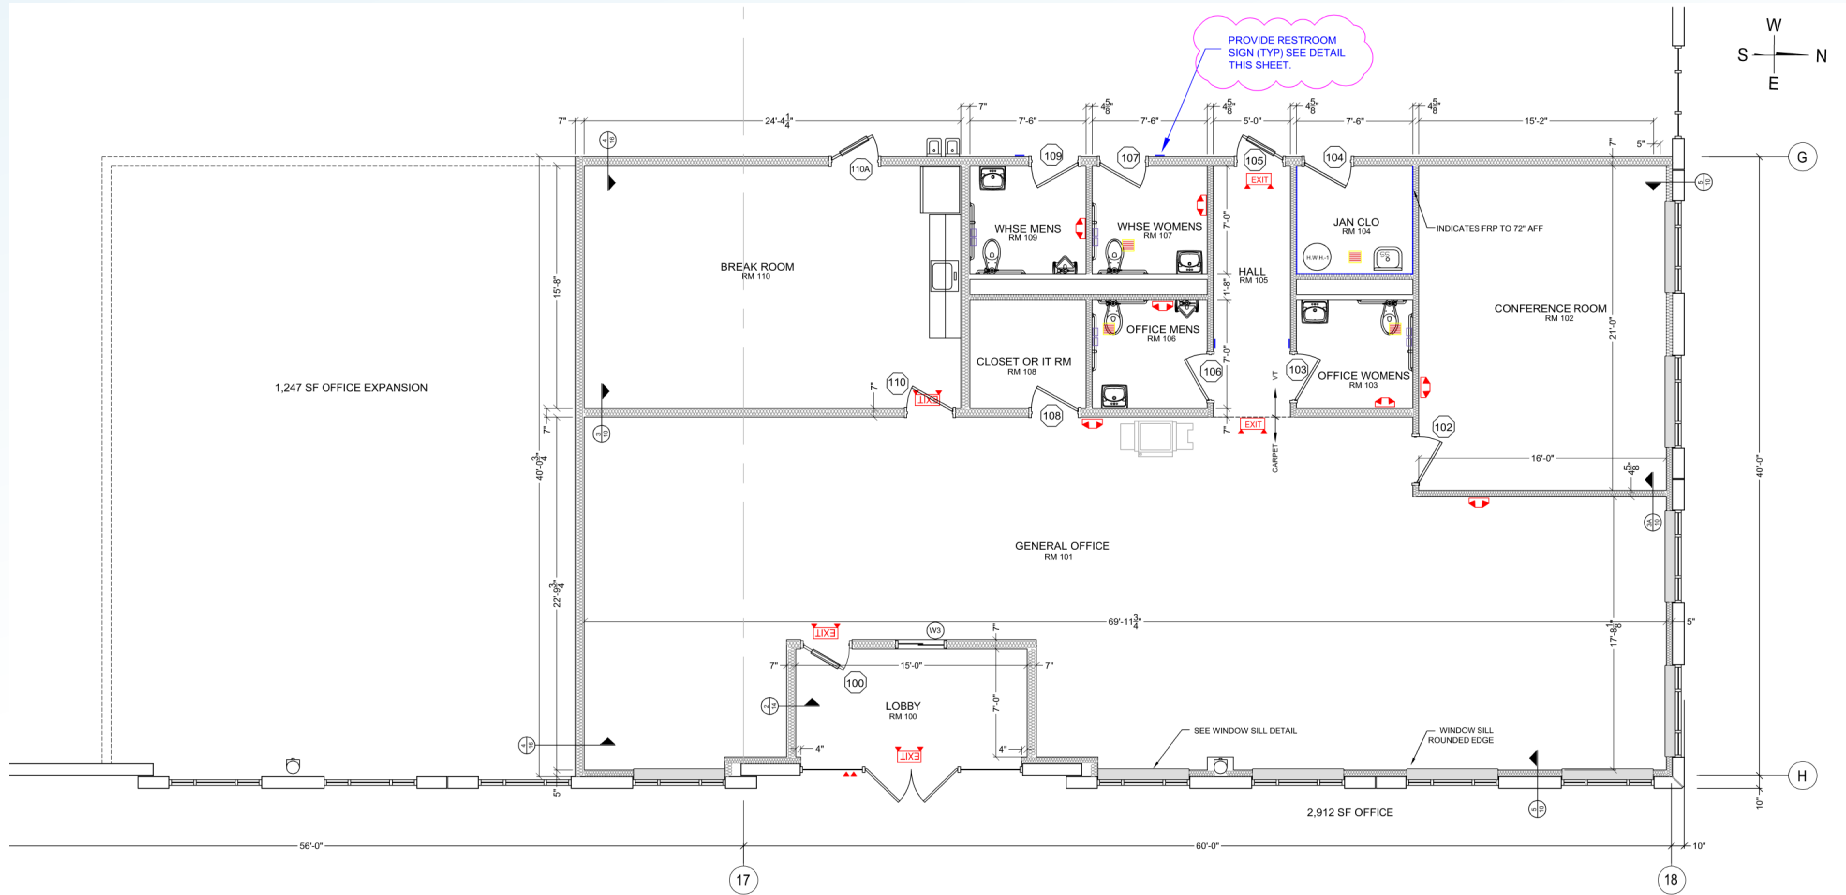 PROVIDE RESTROOM
SIGN (TYP) SEE DETAIL
THIS SHEET.
W
S N
E
7" 24'-4 1/4" 7" 7'-6" 4 5/8" 7'-6" 4 5/8" 5'-0" 4 5/8" 7'-6" 4 5/8" 15'-2"
5" 7"
G
110A 109 107 105 104
EXIT
WHSE MENS
RM 109
WHSE WOMENS
RM 107
7'-0"
JAN CLO
RM 104
INDICATES FRP TO 72" AFF
H.W.H.-1
BREAK ROOM
RM 110
HALL
RM 105
15'-8"
1'-8"
CONFERENCE ROOM
RM 102
21'-0"
OFFICE MENS
RM 106
7'-0"
CLOSET OR IT RM
RM 108
OFFICE WOMENS
RM 103
106 103
VT
1,247 SF OFFICE EXPANSION
7"
110
EXIT
108
7"
EXIT
7"
102
CARPET
16'-0"
4 5/8"
40'-0 3/4"
40'-0"
GENERAL OFFICE
RM 101
22'-9 3/4"
69'-11 3/4"
5"
17'-8 1/8"
EXIT
W3
7"
7" 15'-0" 7"
100
7'-0"
LOBBY
RM 100
4" 4"
EXIT
SEE WINDOW SILL DETAIL
WINDOW SILL
ROUNDED EDGE
H
5"
10"
2,912 SF OFFICE
56'-0" 60'-0" 10"
17 18